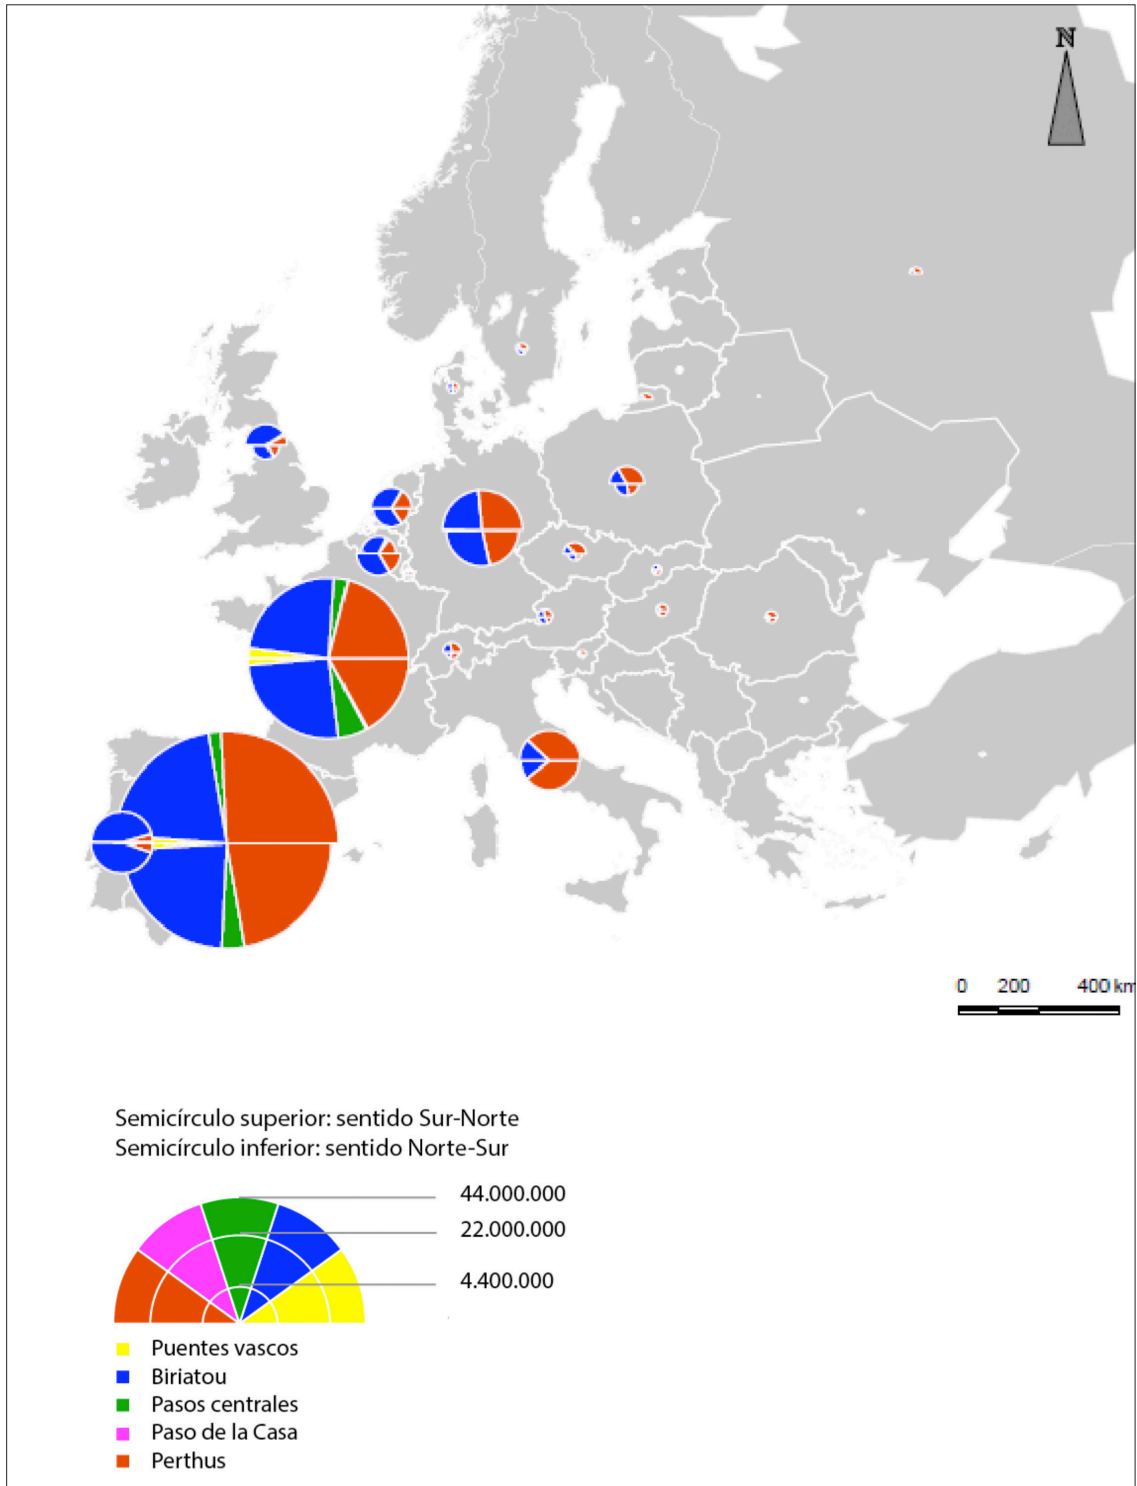 N
0 200 400 km
Semicírculo superior: sentido Sur-Norte
Semicírculo inferior: sentido Norte-Sur
44.000.000
22.000.000
4.400.000
Puentes vascos
Biriatou
Pasos centrales
Paso de la Casa
Perthus